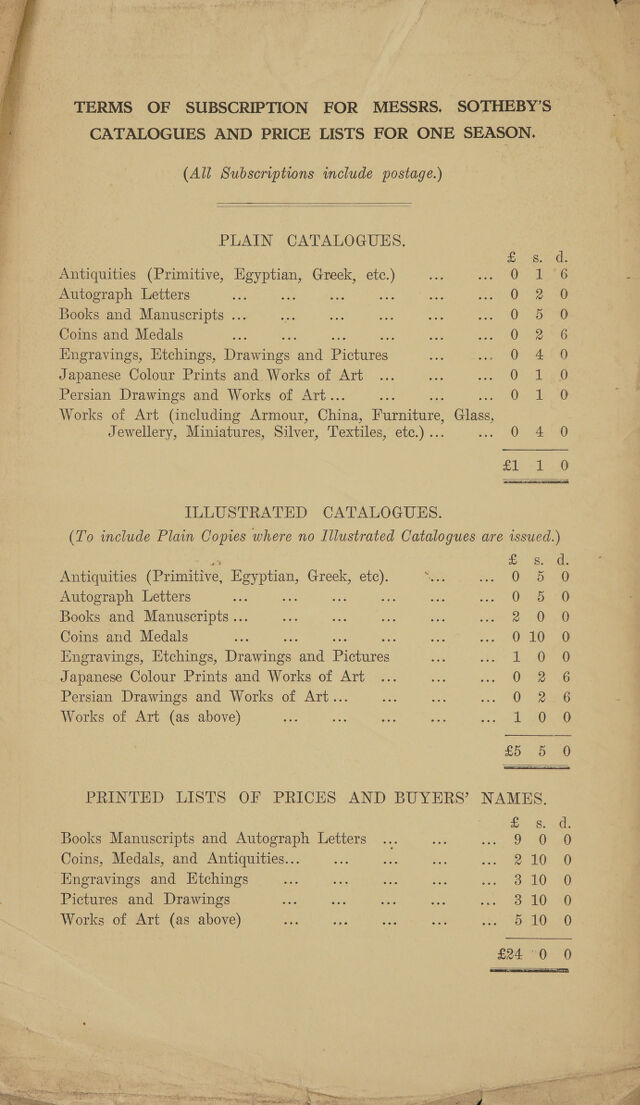 TERMS OF SUBSCRIPTION FOR MESSRS. SOTHEBY'S
CATALOGUES AND PRICE LISTS FOR ONE SEASON.
(All Subscriptions include postage.)
PLAIN CATALOGUES.
£ s. d.
Antiquities (Primitive, Egyptian, Greek, etc.) ... ... 0 1 6
Autograph Letters ... ... ... ... ... ... 0 2 0
Books and Manuscripts ... ... ... ... ... ... 0 5 0
Coins and Medals ... ... ... ... ... ... 0 2 6
Engravings, Etchings, Drawings and Pictures ... ... 0 4 0
Japanese Colour Prints and Works of Art ... ... ... 0 1 0
Persian Drawings and Works of Art ... ... ... ... 0 1 0
Works of Art (including Armour, China, Furniture, Glass,
Jewellery, Miniatures, Silver, Textiles, etc.) ... ... 0 4 0
£1 1 0
ILLUSTRATED CATALOGUES.
(To include Plain Copies where no Illustrated Catalogues are issued.)
£ s. d.
Antiquities (Primitive, Egyptian, Greek, etc). ... ... 0 5 0
Autograph Letters ... ... ... ... ... ... 0 5 0
Books and Manuscripts ... ... ... ... ... ... 2 0 0
Coins and Medals ... ... ... ... ... ... 0 10 0
Engravings, Etchings, Drawings and Pictures ... ... 1 0 0
Japanese Colour Prints and Works of Art ... ... ... 0 2 6
Persian Drawings and Works of Art ... ... ... ... 0 2 6
Works of Art (as above) ... ... ... ... ... 1 0 0
£5 5 0
PRINTED LISTS OF PRICES AND BUYERS' NAMES.
£ s. d.
Books Manuscripts and Autograph Letters ... ... ... 9 0 0
Coins, Medals, and Antiquities... ... ... ... ... 2 10 0
Engravings and Etchings ... ... ... ... ... 3 10 0
Pictures and Drawings ... ... ... ... ... 3 10 0
Works of Art (as above) ... ... ... ... ... 5 10 0
£24 0 0